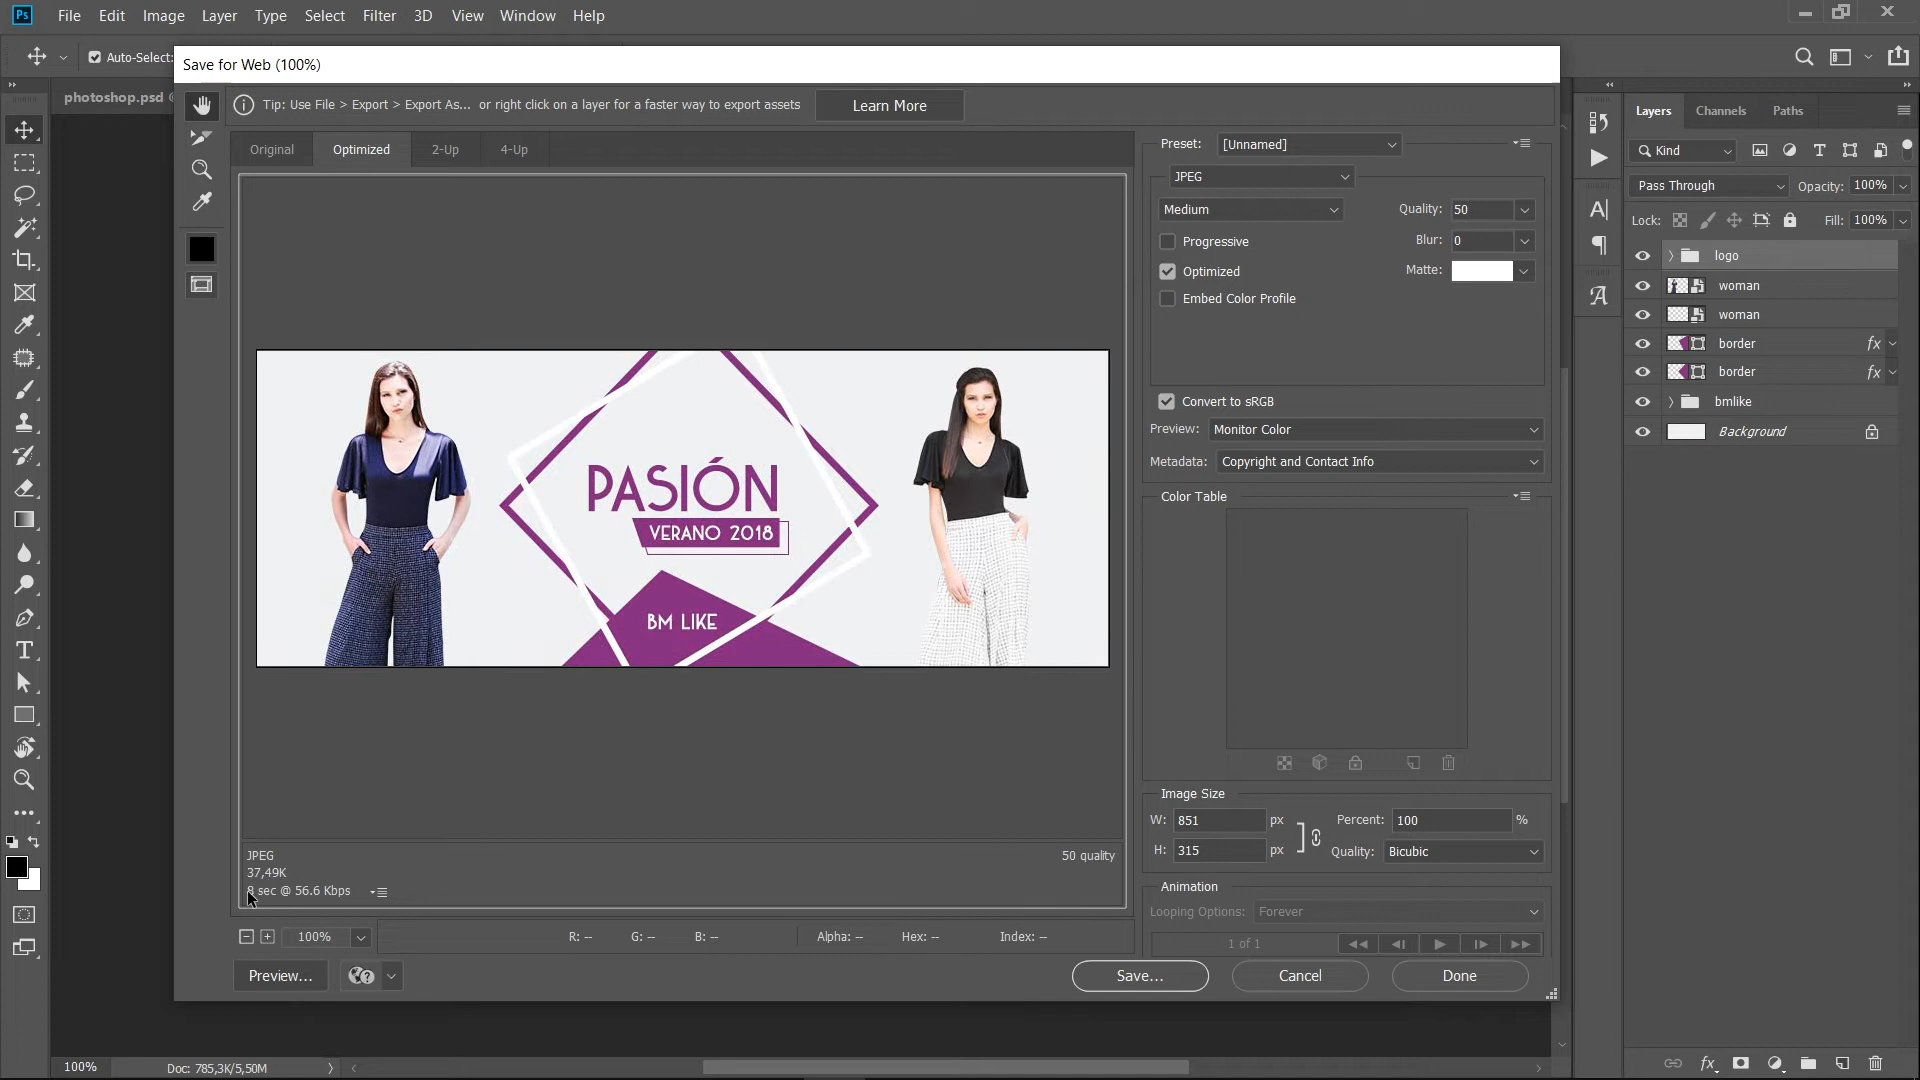 Ps File Edit Image Layer Type Select Filter 3D View Window Help
Auto-Select:
photoshop.psd
Save for Web (100%)
Tip: Use File > Export > Export As... or right click on a layer for a faster way to export assets
Learn More
Original Optimized 2-Up 4-Up
PASIÓN
VERANO 2018
BM LIKE
JPEG
50 quality
37,49K
8 sec @ 56.6 Kbps
100%
R: --
G: --
B: --
Alpha: --
Hex: --
Index: --
Preview...
Save...
Cancel
Done
Preset: [Unnamed]
JPEG
Medium
Quality: 50
Progressive
Blur: 0
Optimized
Matte:
Embed Color Profile
Convert to sRGB
Preview: Monitor Color
Metadata: Copyright and Contact Info
Color Table
Image Size
W: 851 px
Percent: 100 %
H: 315 px
Quality: Bicubic
Animation
Looping Options: Forever
1 of 1
Layers Channels Paths
Kind
Pass Through
Opacity: 100%
Lock:
Fill: 100%
logo
woman
woman
border fx
border fx
bmlike
Background
100%
Doc: 785,3K/5,50M
fx